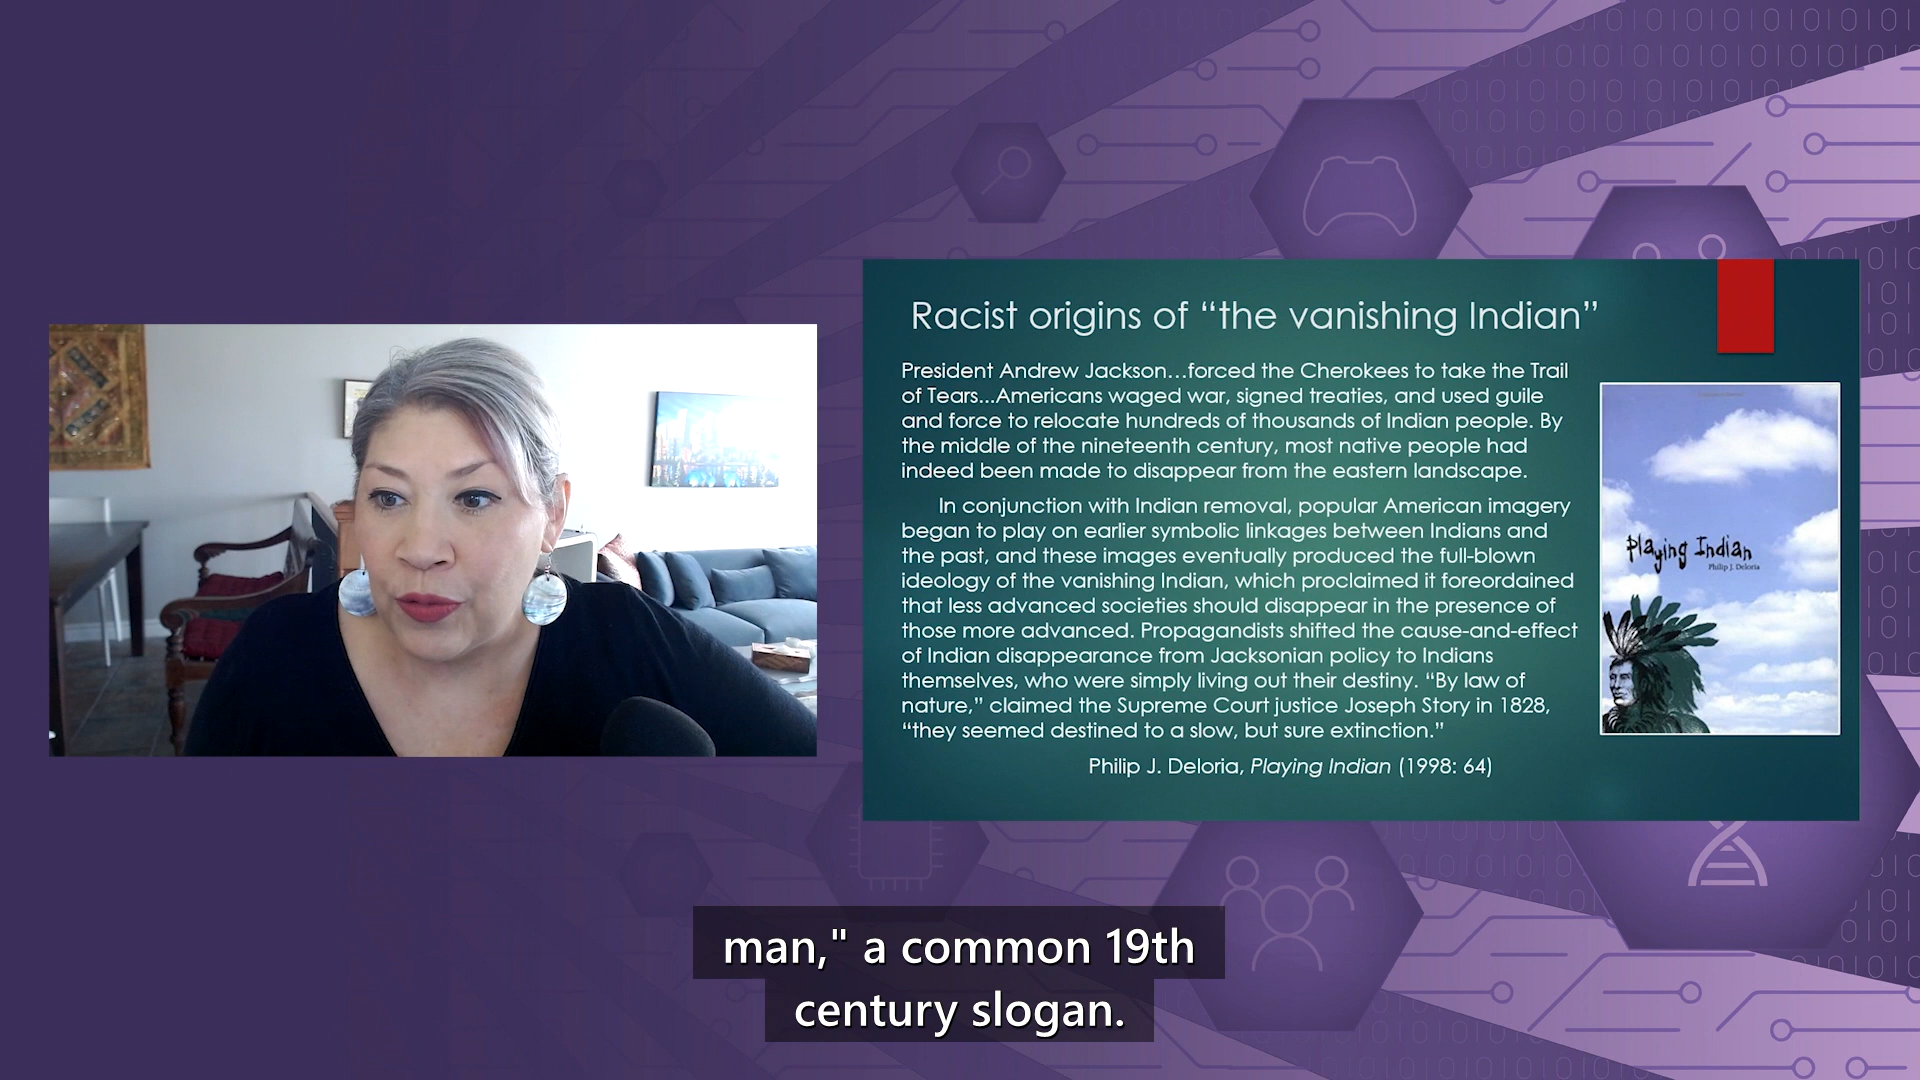 Racist origins of “the vanishing Indian”
President Andrew Jackson...forced the Cherokees to take the Trail
of Tears...Americans waged war, signed treaties, and used guile
and force to relocate hundreds of thousands of Indian people. By
the middle of the nineteenth century, most native people had
indeed been made to disappear from the eastern landscape.
In conjunction with Indian removal, popular American imagery
began to play on earlier symbolic linkages between Indians and
the past, and these images eventually produced the full-blown
ideology of the vanishing Indian, which proclaimed it foreordained
that less advanced societies should disappear in the presence of
those more advanced. Propagandists shifted the cause-and-effect
of Indian disappearance from Jacksonian policy to Indians
themselves, who were simply living out their destiny. “By law of
nature,” claimed the Supreme Court justice Joseph Story in 1828,
“they seemed destined to a slow, but sure extinction.”
Philip J. Deloria, Playing Indian (1998: 64)
Playing Indian
Philip J. Deloria
man," a common 19th
century slogan.